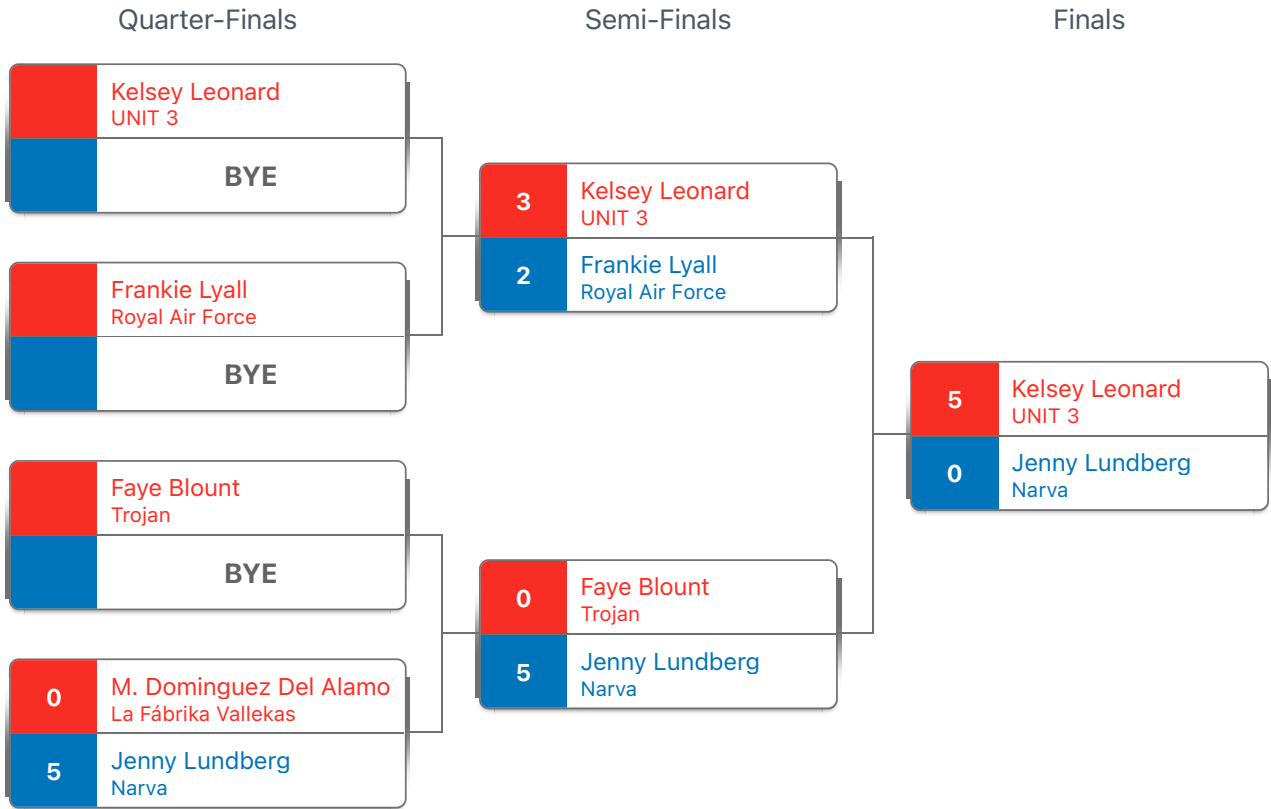 Quarter-Finals
Semi-Finals
Finals
Kelsey Leonard
UNIT 3
BYE
Frankie Lyall
Royal Air Force
BYE
Faye Blount
Trojan
BYE
0
M. Dominguez Del Alamo
La Fábrika Vallekas
5
Jenny Lundberg
Narva
3
Kelsey Leonard
UNIT 3
2
Frankie Lyall
Royal Air Force
0
Faye Blount
Trojan
5
Jenny Lundberg
Narva
5
Kelsey Leonard
UNIT 3
0
Jenny Lundberg
Narva